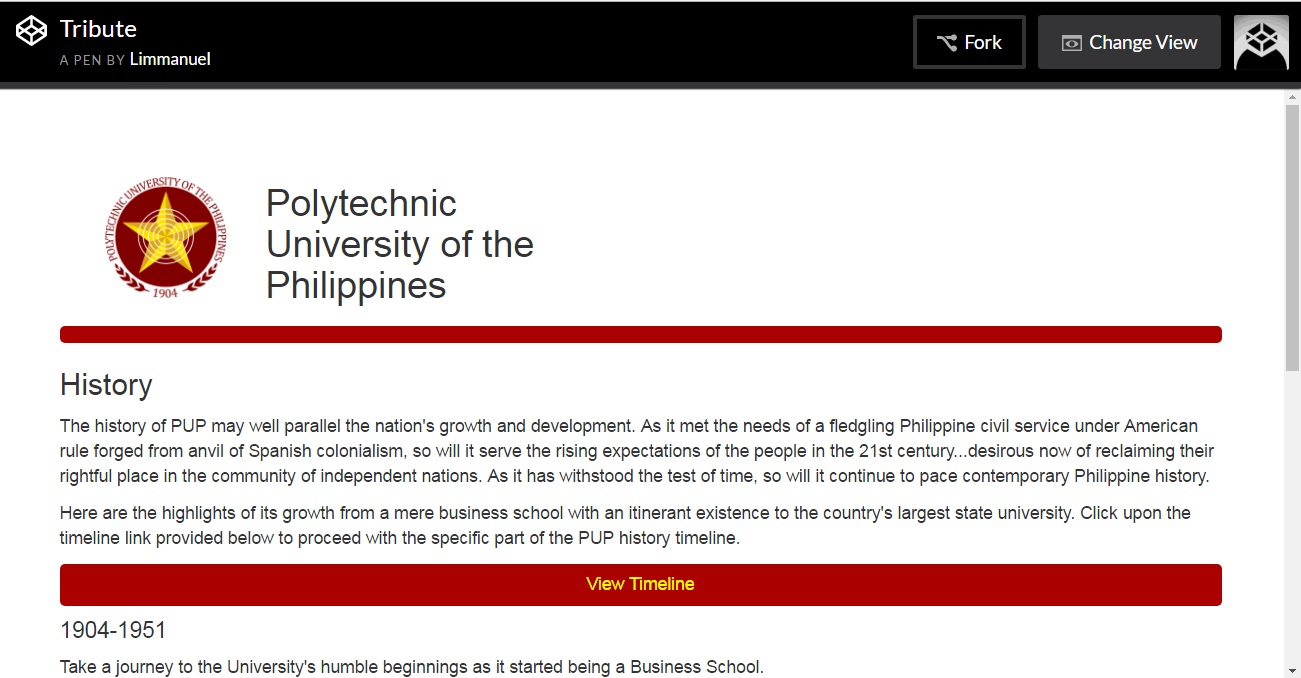 Tribute
A PEN BY Limmanuel
Fork
Change View
POLYTECHNIC UNIVERSITY OF THE PHILIPPINES
1904
Polytechnic
University of the
Philippines
History
The history of PUP may well parallel the nation's growth and development. As it met the needs of a fledgling Philippine civil service under American
rule forged from anvil of Spanish colonialism, so will it serve the rising expectations of the people in the 21st century...desirous now of reclaiming their
rightful place in the community of independent nations. As it has withstood the test of time, so will it continue to pace contemporary Philippine history.
Here are the highlights of its growth from a mere business school with an itinerant existence to the country's largest state university. Click upon the
timeline link provided below to proceed with the specific part of the PUP history timeline.
View Timeline
1904-1951
Take a journey to the University's humble beginnings as it started being a Business School.